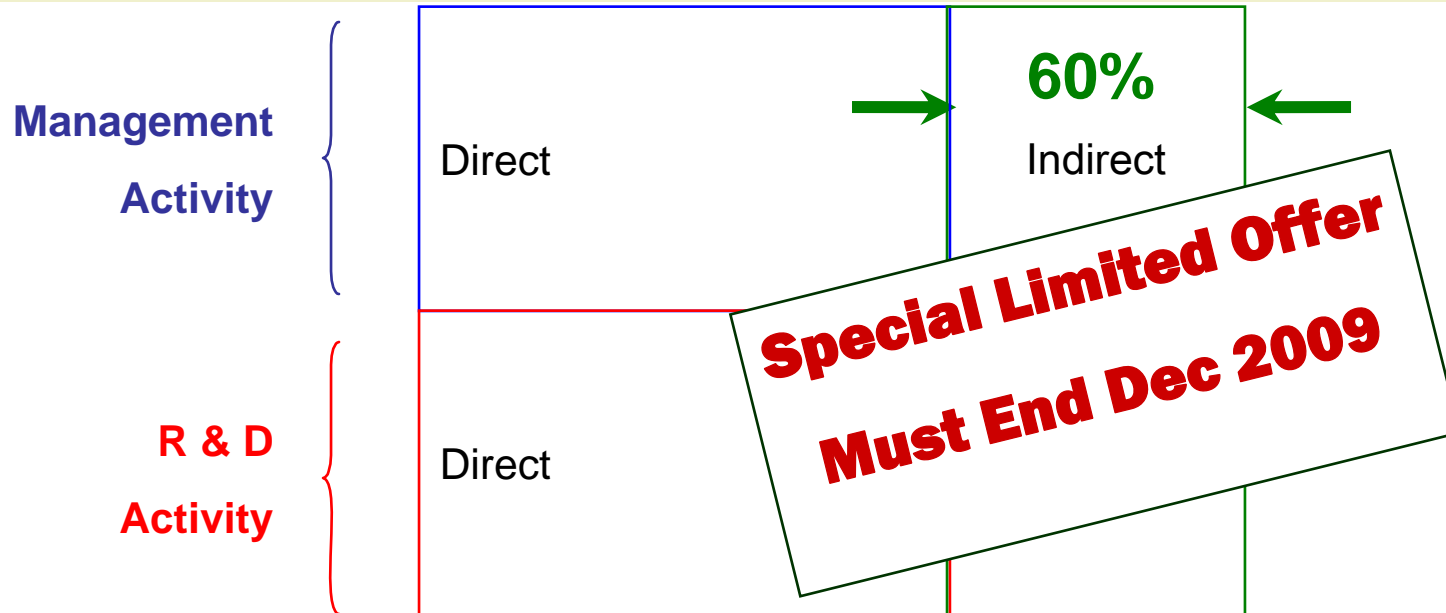 Management
Activity
Direct
60%
Indirect
Special Limited Offer
Must End Dec 2009
R & D
Activity
Direct